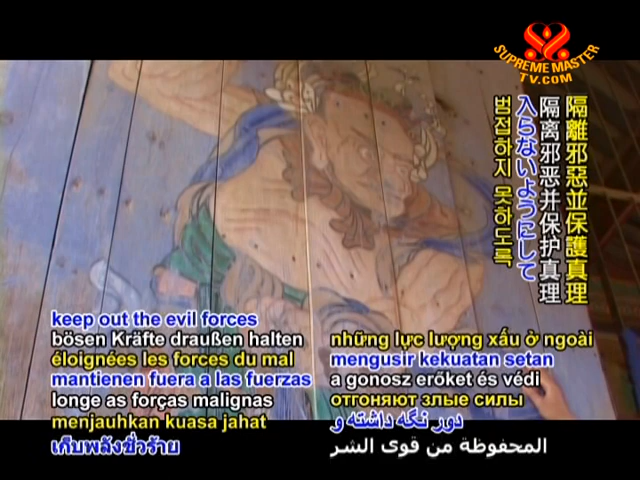 SUPREME MASTER
TV.COM
隔離邪惡並保護真理
隔离邪恶并保护真理
入らないようにして
범접하지 못하도록,
keep out the evil forces
bösen Kräfte draußen halten
éloignées les forces du mal
mantienen fuera a las fuerzas
longe as forças malignas
menjauhkan kuasa jahat
เก็บพลังชั่วร้าย
những lực lượng xấu ở ngoài
mengusir kekuatan setan
a gonosz erőket és védi
отгоняют злые силы
دور نگه داشته و
المحفوظة من قوى الشر